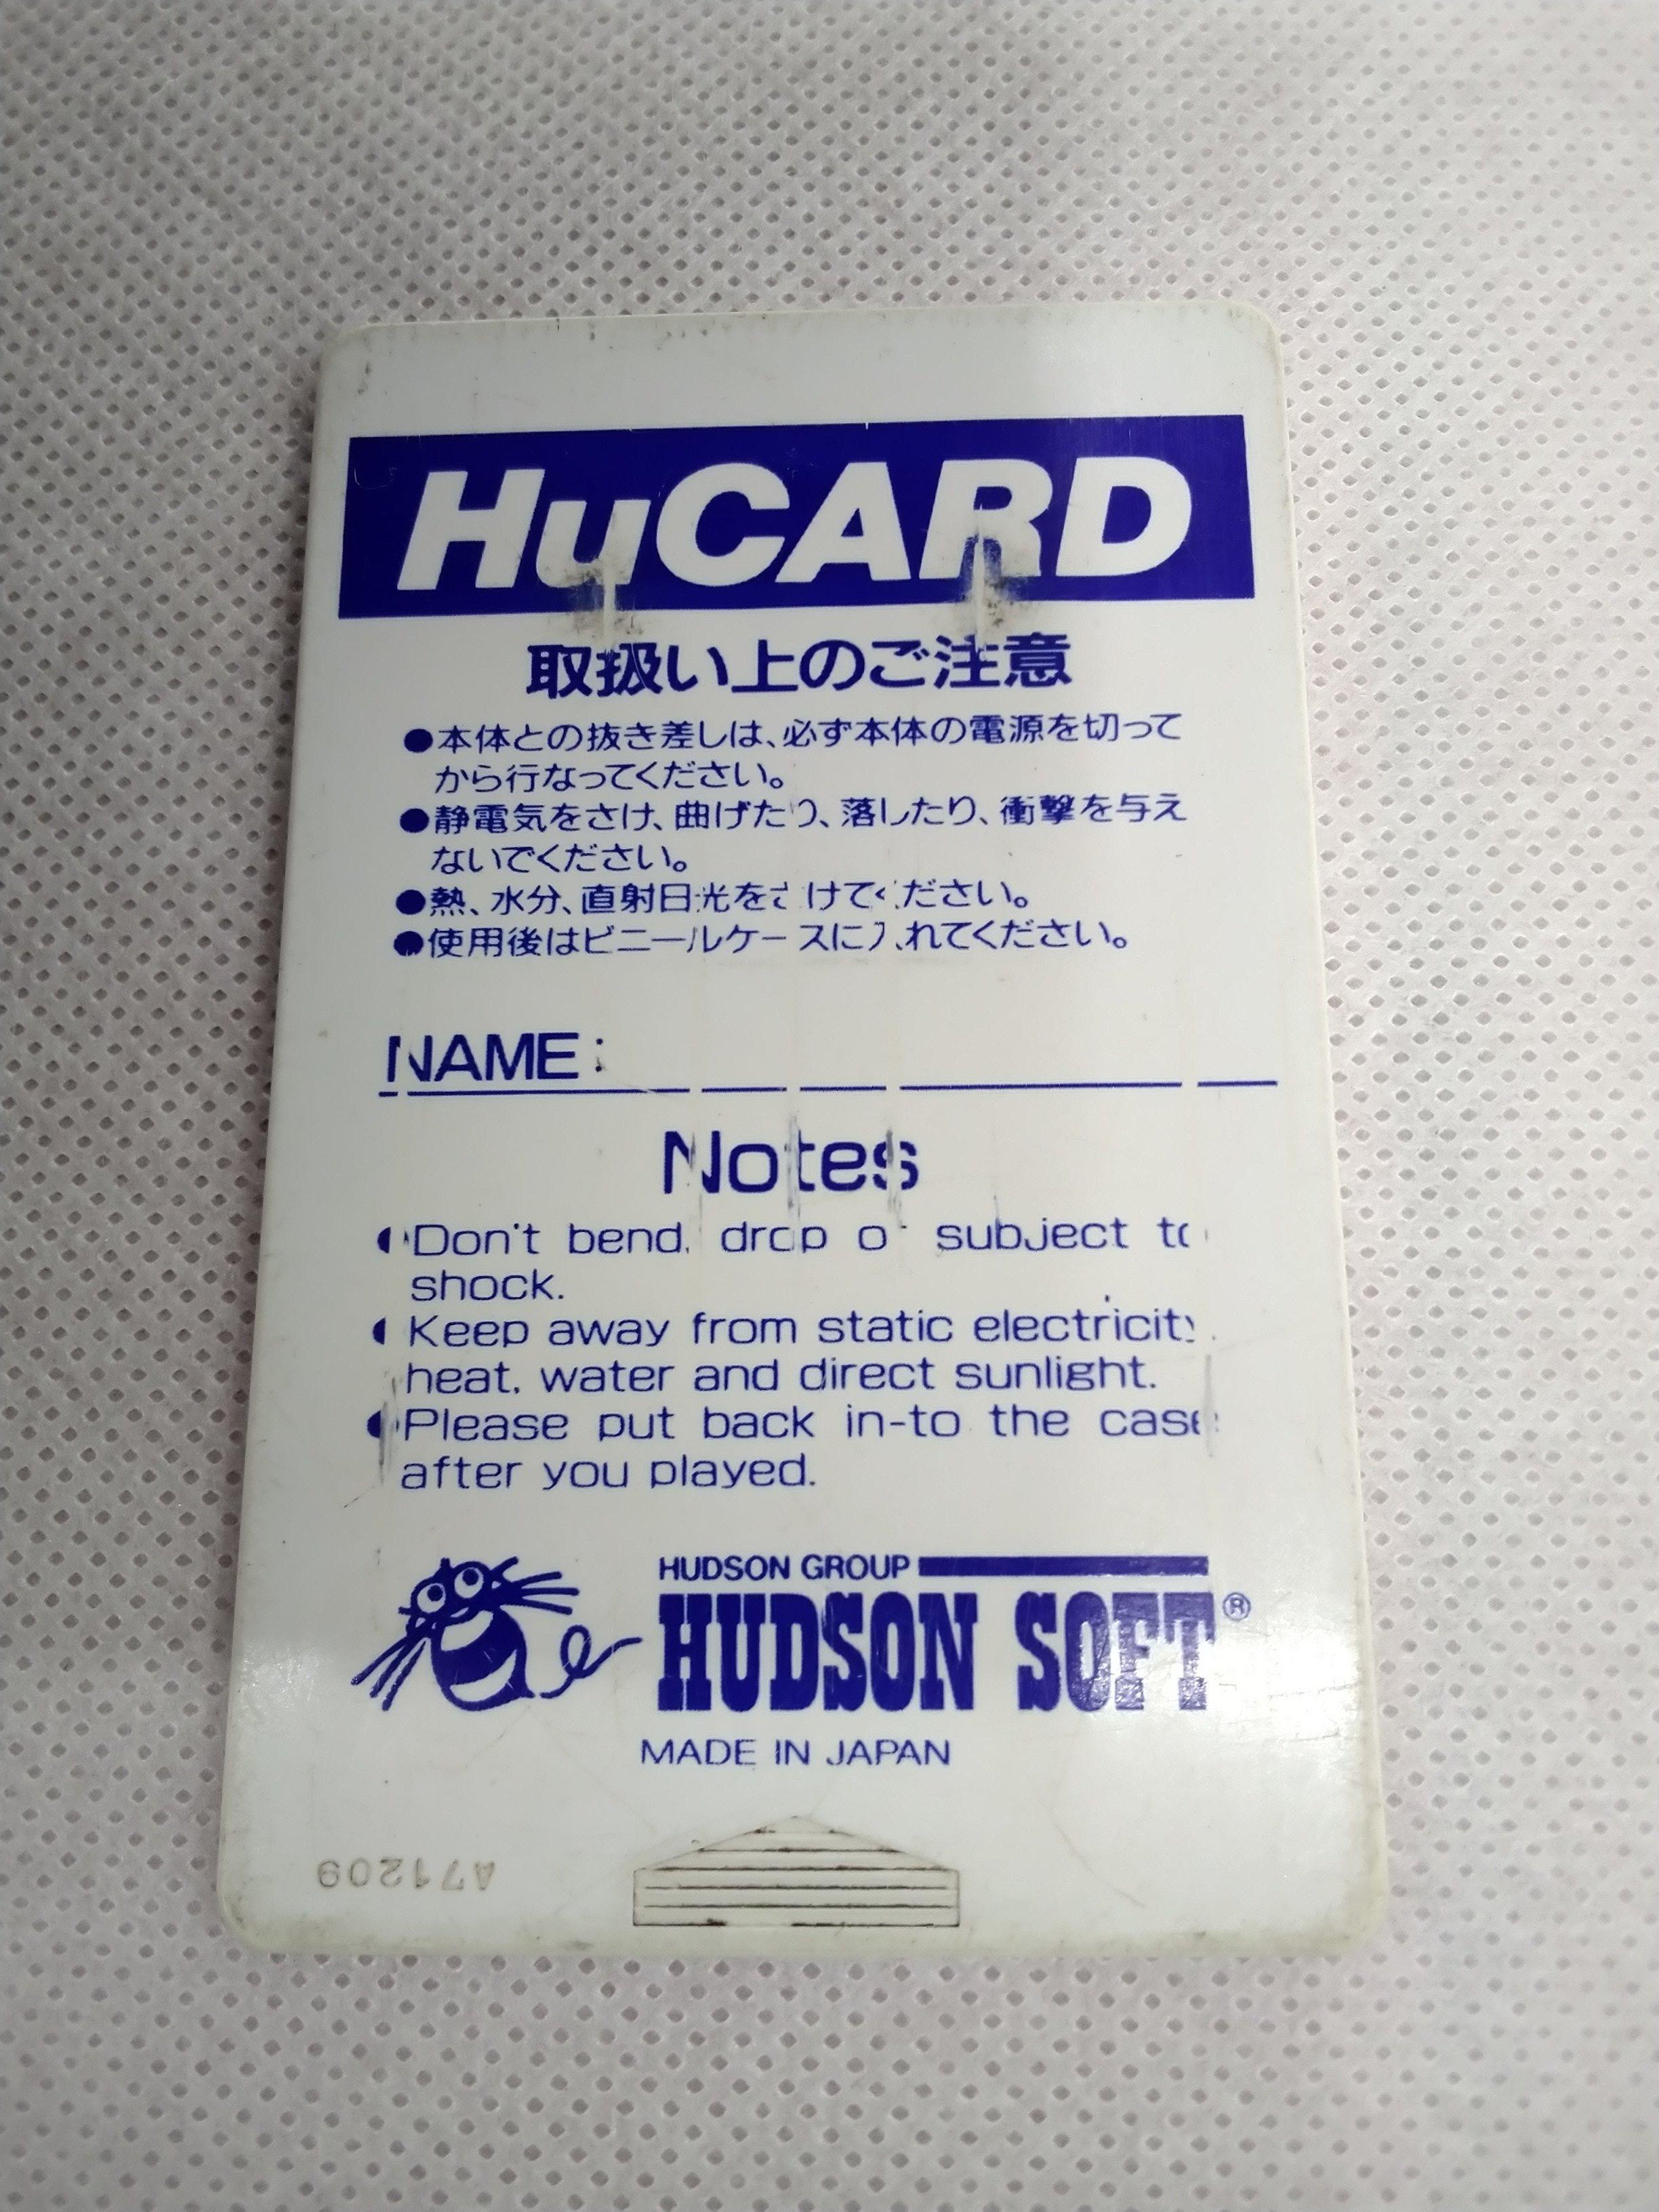 HuCARD
取扱い上のご注意
●本体との抜き差しは、必ず本体の電源を切って
から行なってください。
●静電気をさけ、曲げたり、落したり、衝撃を与え
ないでください。
●熱、水分、直射日光をさけてください。
●使用後はビニールケースに入れてください。
NAME:
Notes
●Don't bend, drop or subject to
shock.
●Keep away from static electricity,
heat, water and direct sunlight.
●Please put back in-to the case
after you played.
HUDSON GROUP
HUDSON SOFT®
MADE IN JAPAN
A71209